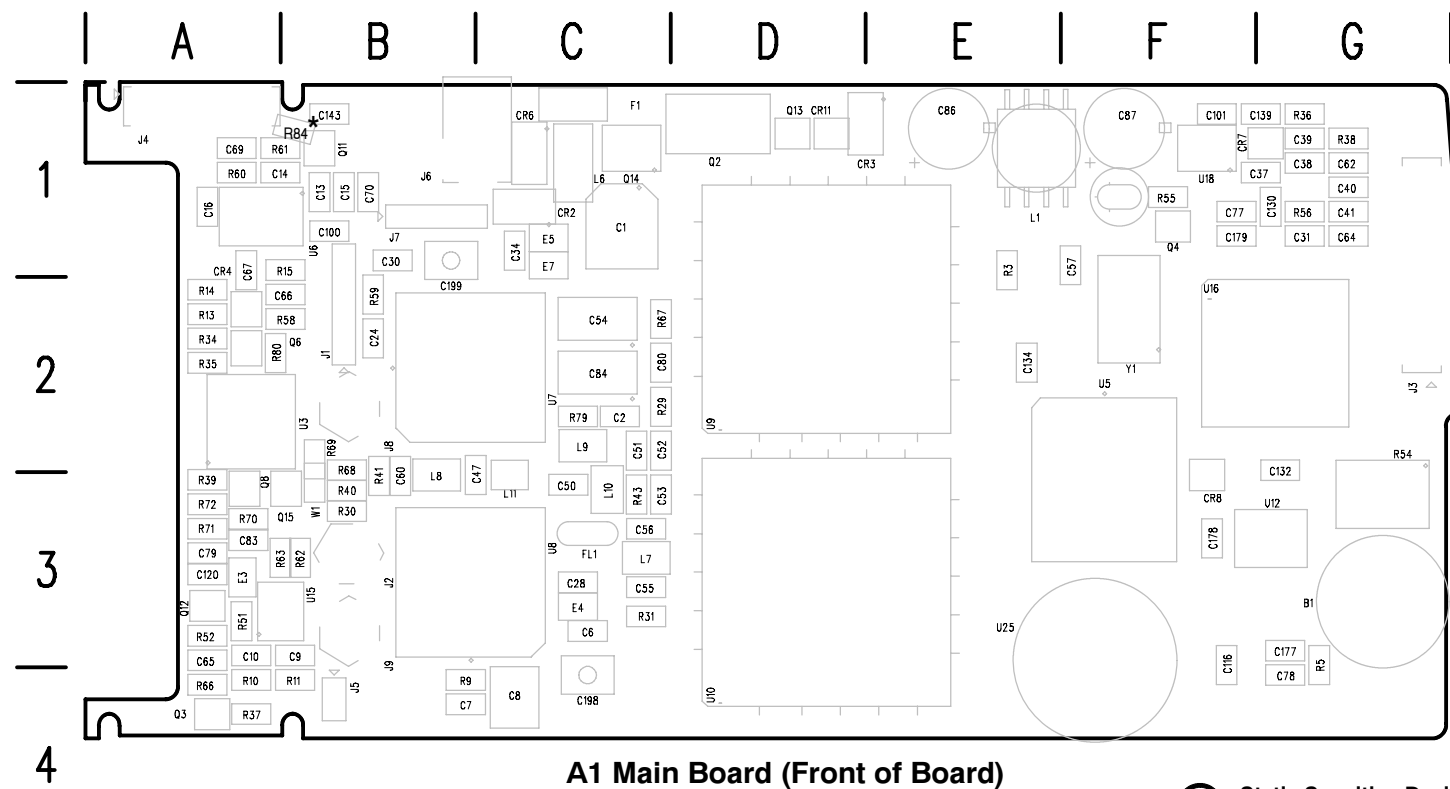 A B C D E F G
1
2
3
4
J4
R84*
C143
C69
R61
Q11
R60
C14
C16
C13
C15
C70
J6
CR6
F1
Q2
Q13
CR11
CR3
C86
C87
C101
C139
R36
CR7
C39
R38
C38
C62
C37
C40
U18
R55
L1
Q4
C77
C130
R56
C41
C179
C31
C64
L6
Q14
CR2
C1
J7
C34
E5
E7
U6
C100
C30
C199
CR4
C67
R15
R14
C66
R13
R58
R34
Q6
R80
R35
R59
C24
J1
C54
R67
C84
C80
U7
R79
C2
R29
R3
C57
C134
Y1
U5
U16
J3
U9
U3
R69
J8
L9
C51
C52
R39
Q8
R68
R41
C60
L8
C47
L11
C50
L10
R43
C53
R72
Q15
R40
W1
R30
R71
R70
C79
C83
R63
R62
C120
E3
U15
Q12
R51
R52
C65
C10
C9
R66
R10
R11
Q3
R37
J2
J9
J5
U8
FL1
C56
L7
C28
C55
E4
R31
C6
R9
C7
C8
C198
U10
U25
CR8
C132
U12
C178
R54
B1
C116
C177
C78
R5
A1 Main Board (Front of Board)